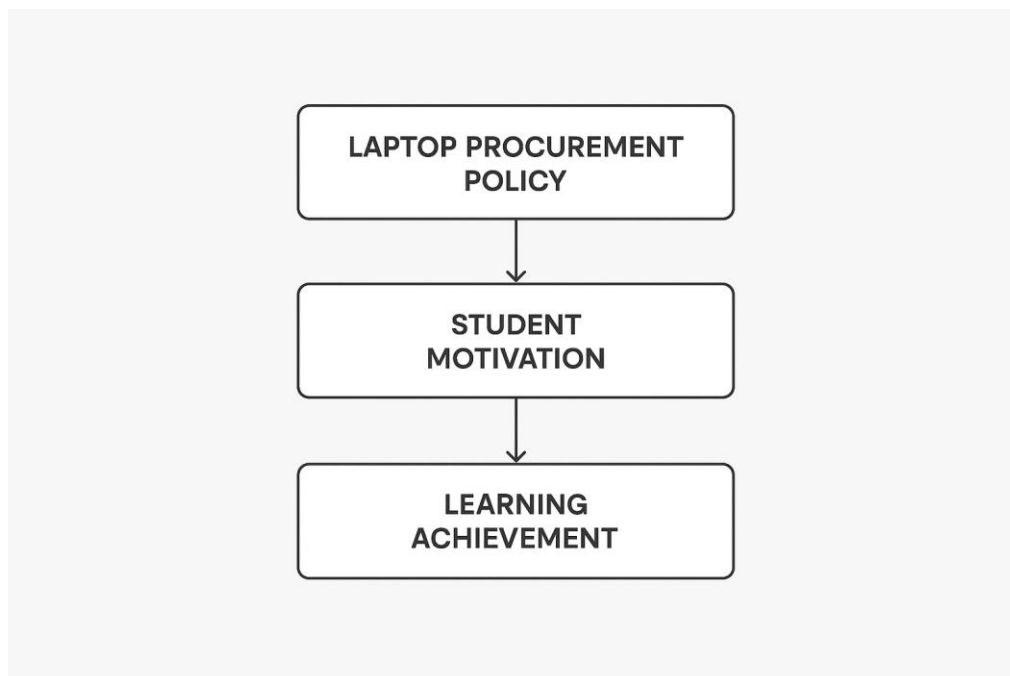 LAPTOP PROCUREMENT
POLICY
STUDENT
MOTIVATION
LEARNING
ACHIEVEMENT